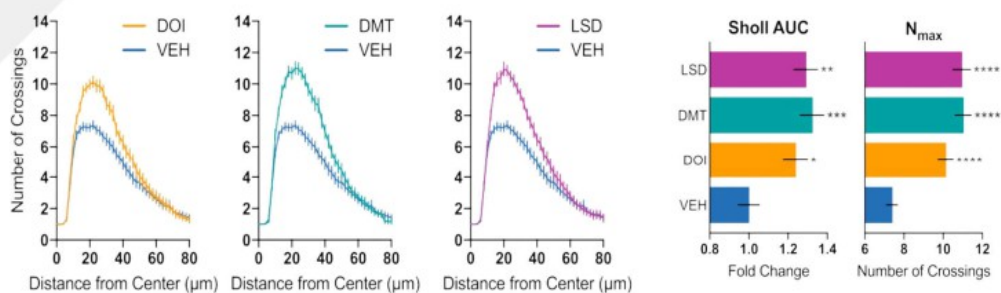 Number of Crossings
14
12
10
8
6
4
2
0
DOI
VEH
0 20 40 60 80
Distance from Center (µm)
14
12
10
8
6
4
2
0
DMT
VEH
0 20 40 60 80
Distance from Center (µm)
14
12
10
8
6
4
2
0
LSD
VEH
0 20 40 60 80
Distance from Center (µm)
Sholl AUC
LSD
**
DMT
***
DOI
*
VEH
0.8 1.0 1.2 1.4
Fold Change
Nmax
****
****
****
6 8 10 12
Number of Crossings